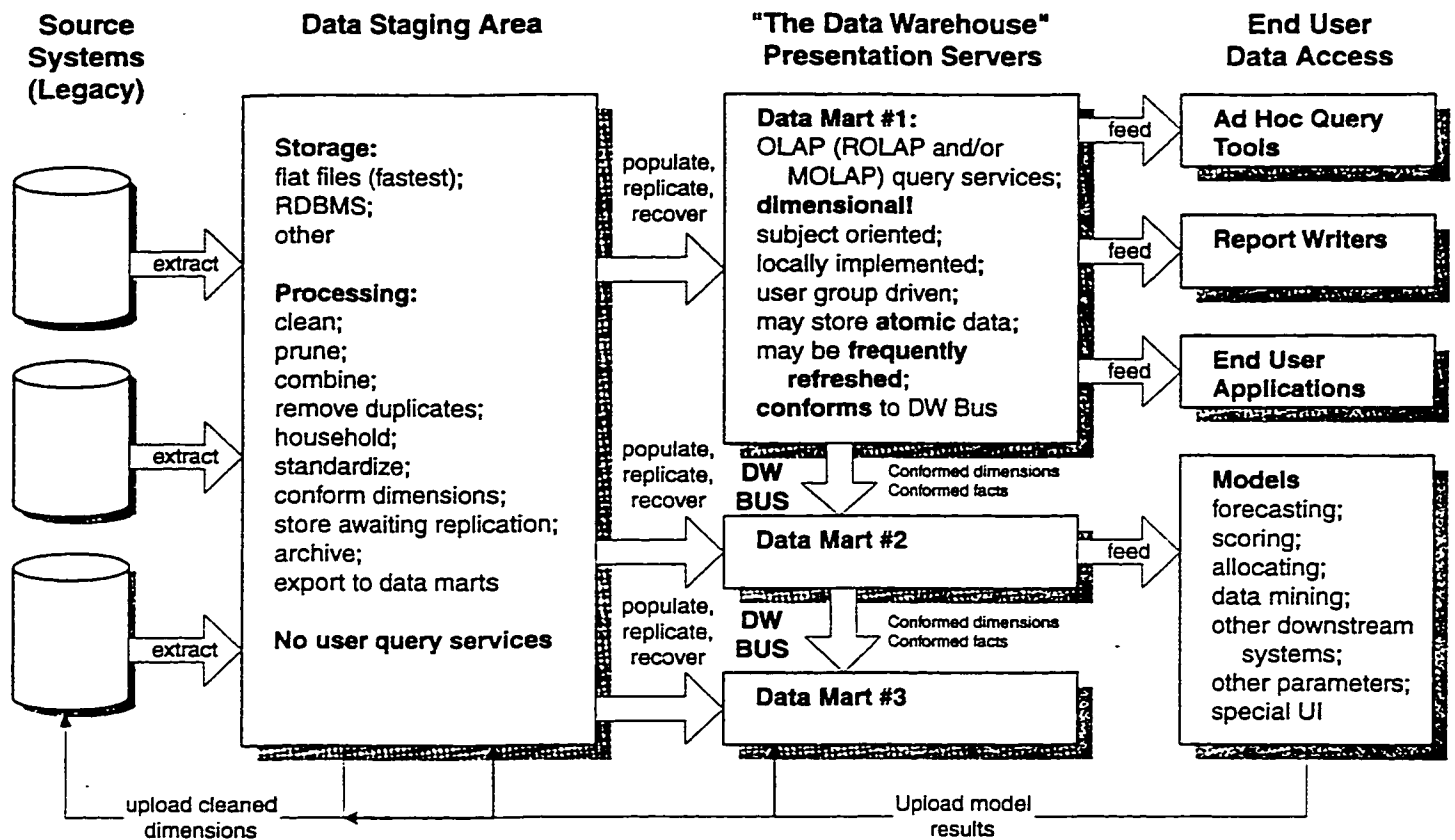 Source
Systems
(Legacy)
Data Staging Area
"The Data Warehouse"
Presentation Servers
End User
Data Access
extract
extract
extract
Storage:
flat files (fastest);
RDBMS;
other
Processing:
clean;
prune;
combine;
remove duplicates;
household;
standardize;
conform dimensions;
store awaiting replication;
archive;
export to data marts
No user query services
populate,
replicate,
recover
populate,
replicate,
recover
populate,
replicate,
recover
Data Mart #1:
OLAP (ROLAP and/or
MOLAP) query services;
dimensional!
subject oriented;
locally implemented;
user group driven;
may store atomic data;
may be frequently
refreshed;
conforms to DW Bus
DW
BUS
Conformed dimensions
Conformed facts
Data Mart #2
DW
BUS
Conformed dimensions
Conformed facts
Data Mart #3
feed
feed
feed
feed
Ad Hoc Query
Tools
Report Writers
End User
Applications
Models
forecasting;
scoring;
allocating;
data mining;
other downstream
systems;
other parameters;
special UI
upload cleaned
dimensions
Upload model
results